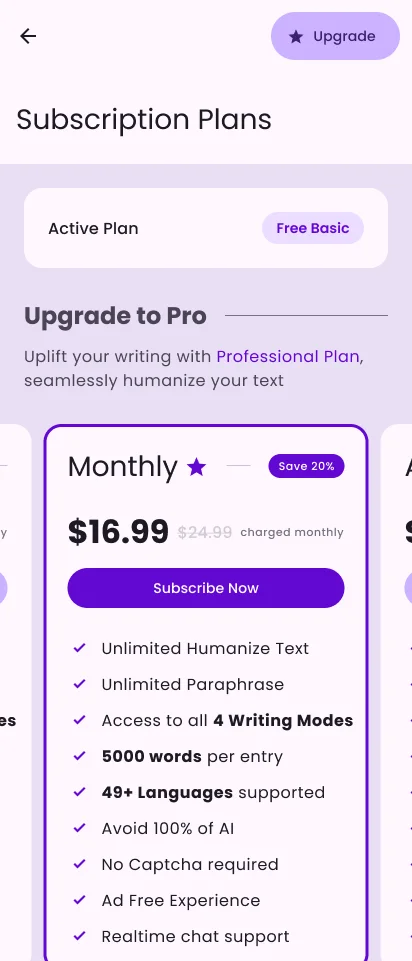 Upgrade
Subscription Plans
Active Plan
Free Basic
Upgrade to Pro
Uplift your writing with Professional Plan,
seamlessly humanize your text
Monthly
Save 20%
$16.99 $24.99 charged monthly
Subscribe Now
Unlimited Humanize Text
Unlimited Paraphrase
Access to all 4 Writing Modes
5000 words per entry
49+ Languages supported
Avoid 100% of AI
No Captcha required
Ad Free Experience
Realtime chat support